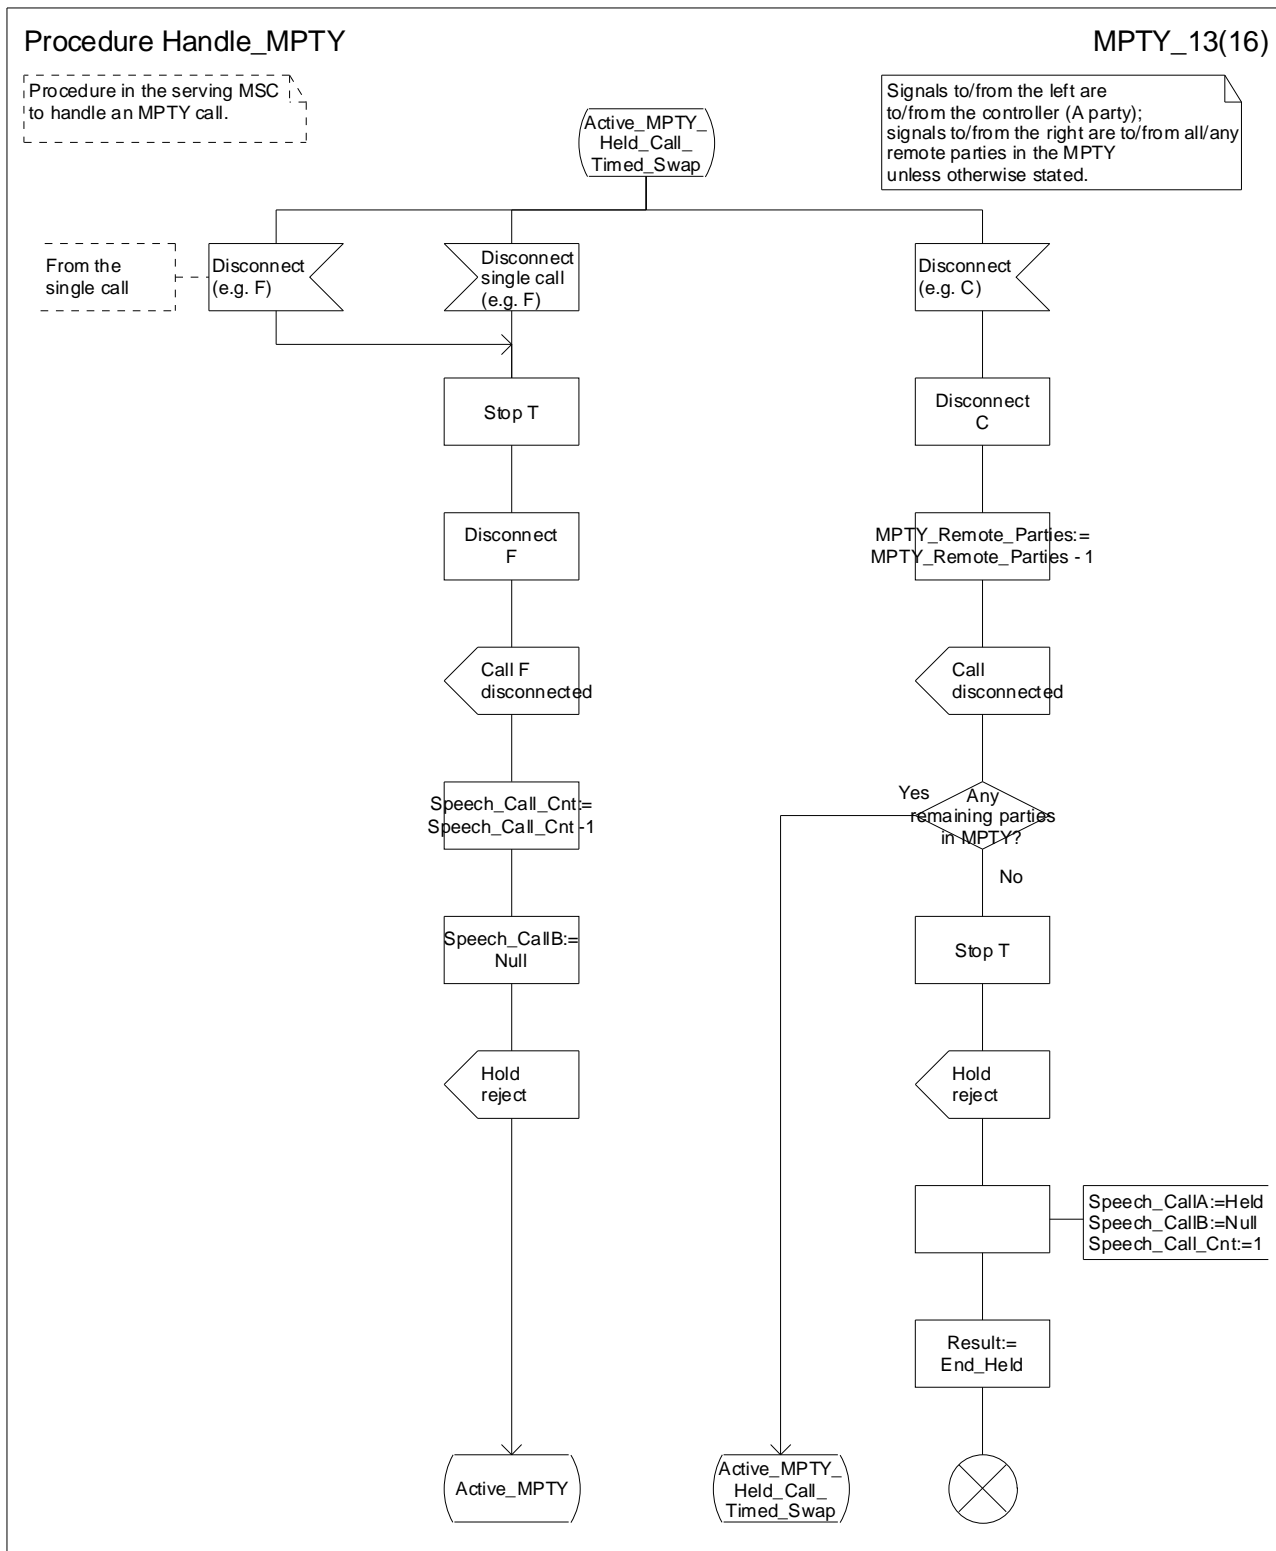 Procedure Handle_MPTY
MPTY_13(16)
Procedure in the serving MSC
to handle an MPTY call.
Signals to/from the left are
to/from the controller (A party);
signals to/from the right are to/from all/any
remote parties in the MPTY
unless otherwise stated.
Active_MPTY_
Held_Call_
Timed_Swap
From the
single call
Disconnect
(e.g. F)
Disconnect
single call
(e.g. F)
Disconnect
(e.g. C)
Stop T
Disconnect
C
Disconnect
F
MPTY_Remote_Parties:=
MPTY_Remote_Parties - 1
Call F
disconnected
Call
disconnected
Speech_Call_Cnt:=
Speech_Call_Cnt -1
Yes
Any
remaining parties
in MPTY?
No
Speech_CallB:=
Null
Stop T
Hold
reject
Hold
reject
Speech_CallA:=Held
Speech_CallB:=Null
Speech_Call_Cnt:=1
Result:=
End_Held
Active_MPTY
Active_MPTY_
Held_Call_
Timed_Swap